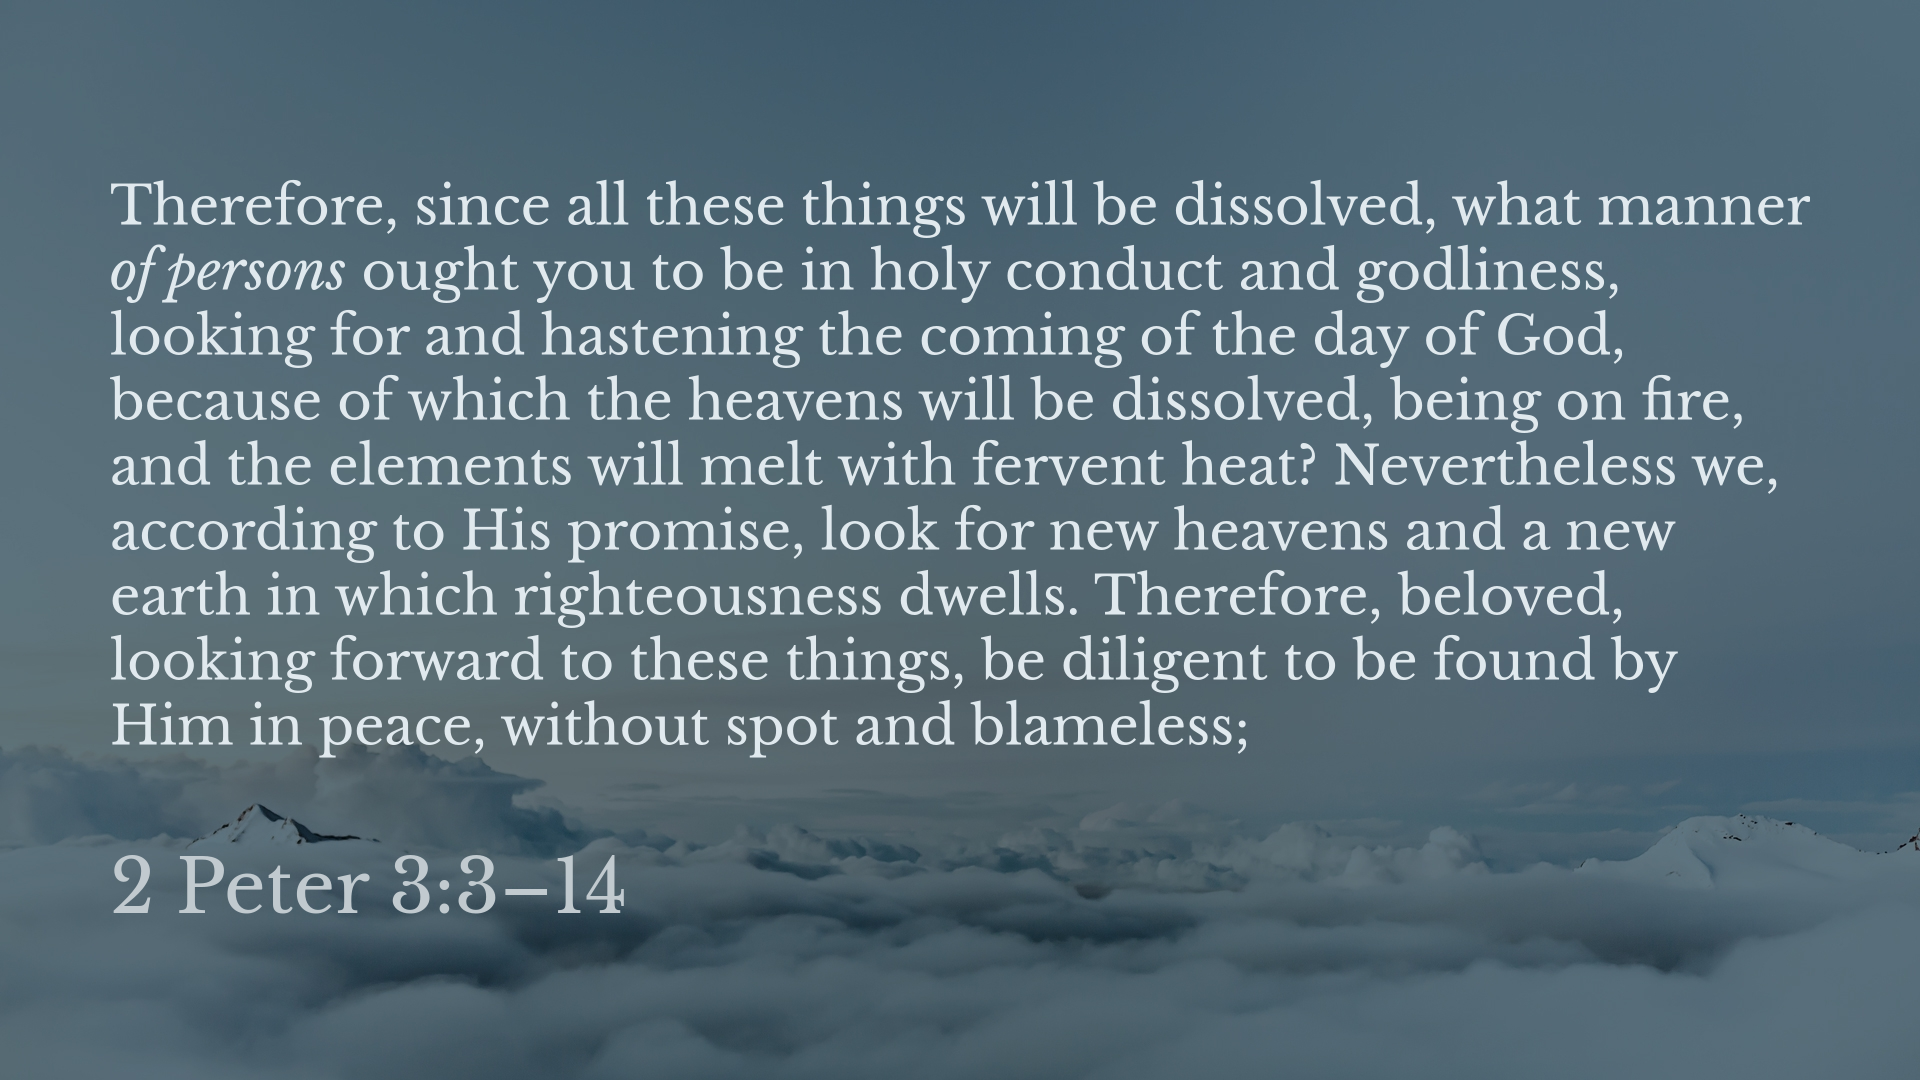 Therefore, since all these things will be dissolved, what manner
of persons ought you to be in holy conduct and godliness,
looking for and hastening the coming of the day of God,
because of which the heavens will be dissolved, being on fire,
and the elements will melt with fervent heat? Nevertheless we,
according to His promise, look for new heavens and a new
earth in which righteousness dwells. Therefore, beloved,
looking forward to these things, be diligent to be found by
Him in peace, without spot and blameless;
2 Peter 3:3–14